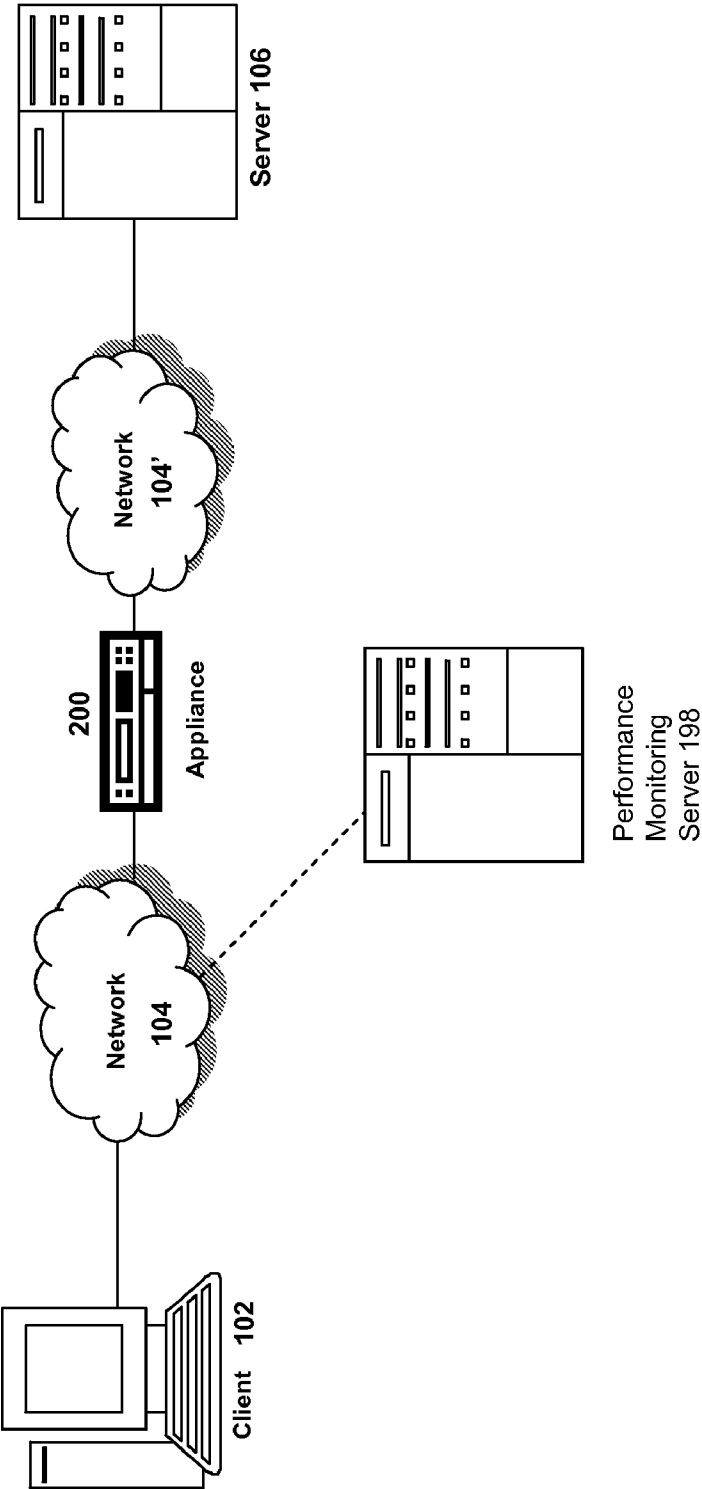 Client 102
Network
104
200
Appliance
Network
104’
Server 106
Performance
Monitoring
Server 198